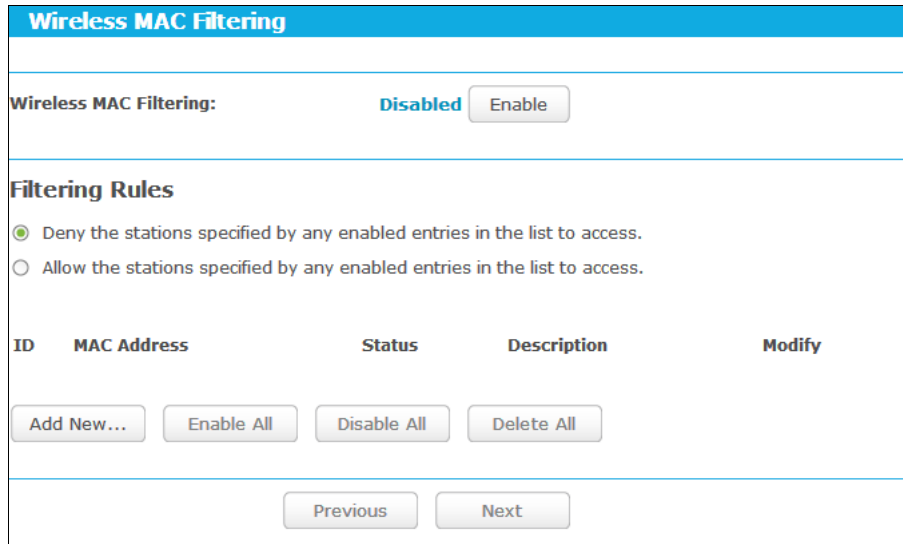 Wireless MAC Filtering
Wireless MAC Filtering: Disabled Enable
Filtering Rules
Deny the stations specified by any enabled entries in the list to access.
Allow the stations specified by any enabled entries in the list to access.
ID MAC Address Status Description Modify
Add New... Enable All Disable All Delete All
Previous Next